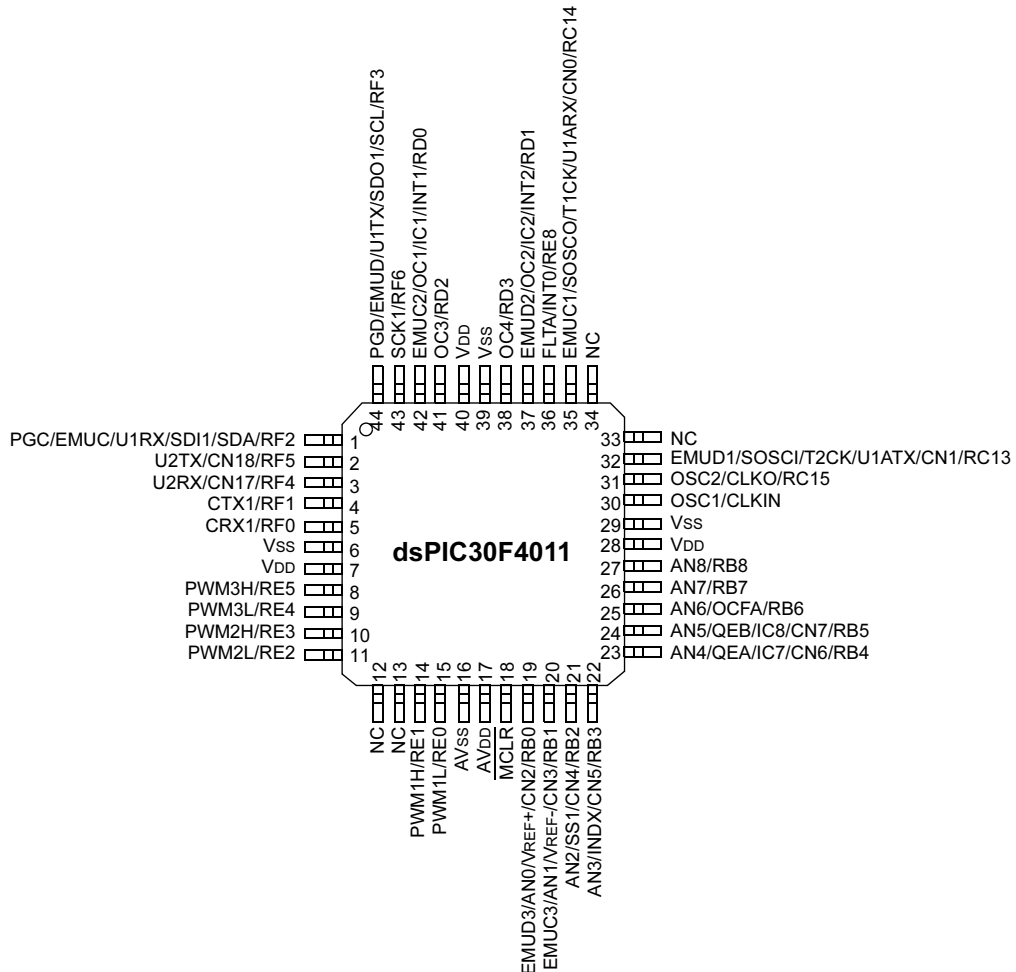 PGD/EMUD/U1TX/SDO1/SCL/RF3
SCK1/RF6
EMUC2/OC1/IC1/INT1/RD0
OC3/RD2
VDD
VSS
OC4/RD3
EMUD2/OC2/IC2/INT2/RD1
FLTA/INT0/RE8
EMUC1/SOSCO/T1CK/U1ARX/CN0/RC14
NC
44
43
42
41
40
39
38
37
36
35
34
PGC/EMUC/U1RX/SDI1/SDA/RF2 1
U2TX/CN18/RF5 2
U2RX/CN17/RF4 3
CTX1/RF1 4
CRX1/RF0 5
VSS 6
VDD 7
PWM3H/RE5 8
PWM3L/RE4 9
PWM2H/RE3 10
PWM2L/RE2 11
dsPIC30F4011
33 NC
32 EMUD1/SOSCI/T2CK/U1ATX/CN1/RC13
31 OSC2/CLKO/RC15
30 OSC1/CLKIN
29 VSS
28 VDD
27 AN8/RB8
26 AN7/RB7
25 AN6/OCFA/RB6
24 AN5/QEB/IC8/CN7/RB5
23 AN4/QEA/IC7/CN6/RB4
12
13
14
15
16
17
18
19
20
21
22
NC
NC
PWM1H/RE1
PWM1L/RE0
AVSS
AVDD
MCLR
EMUD3/AN0/VREF+/CN2/RB0
EMUC3/AN1/VREF-/CN3/RB1
AN2/SS1/CN4/RB2
AN3/INDX/CN5/RB3